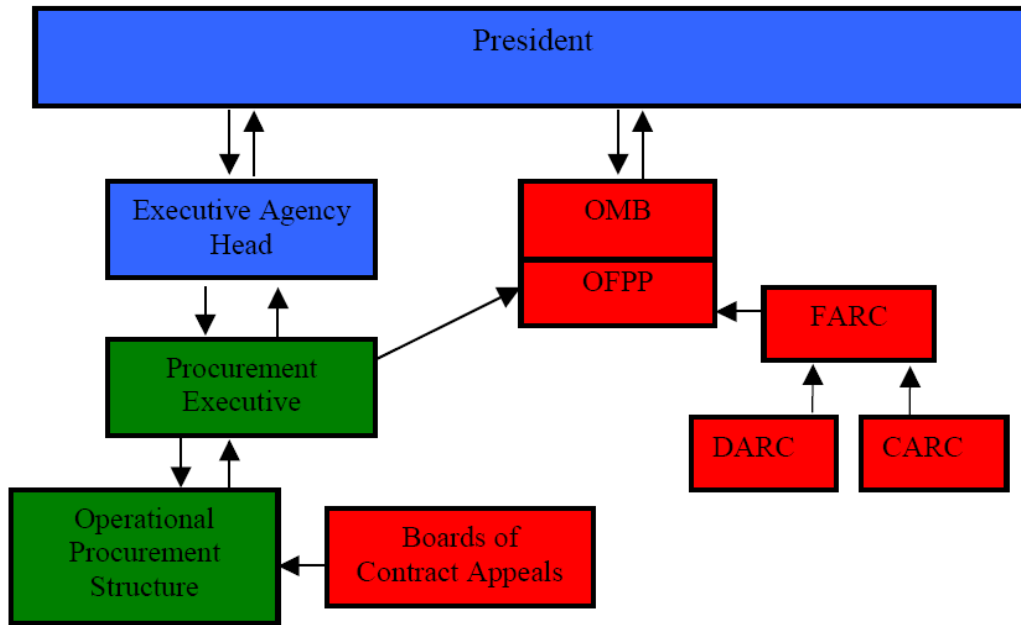 President
Executive Agency
Head
OMB
OFPP
FARC
Procurement
Executive
DARC
CARC
Operational
Procurement
Structure
Boards of
Contract Appeals